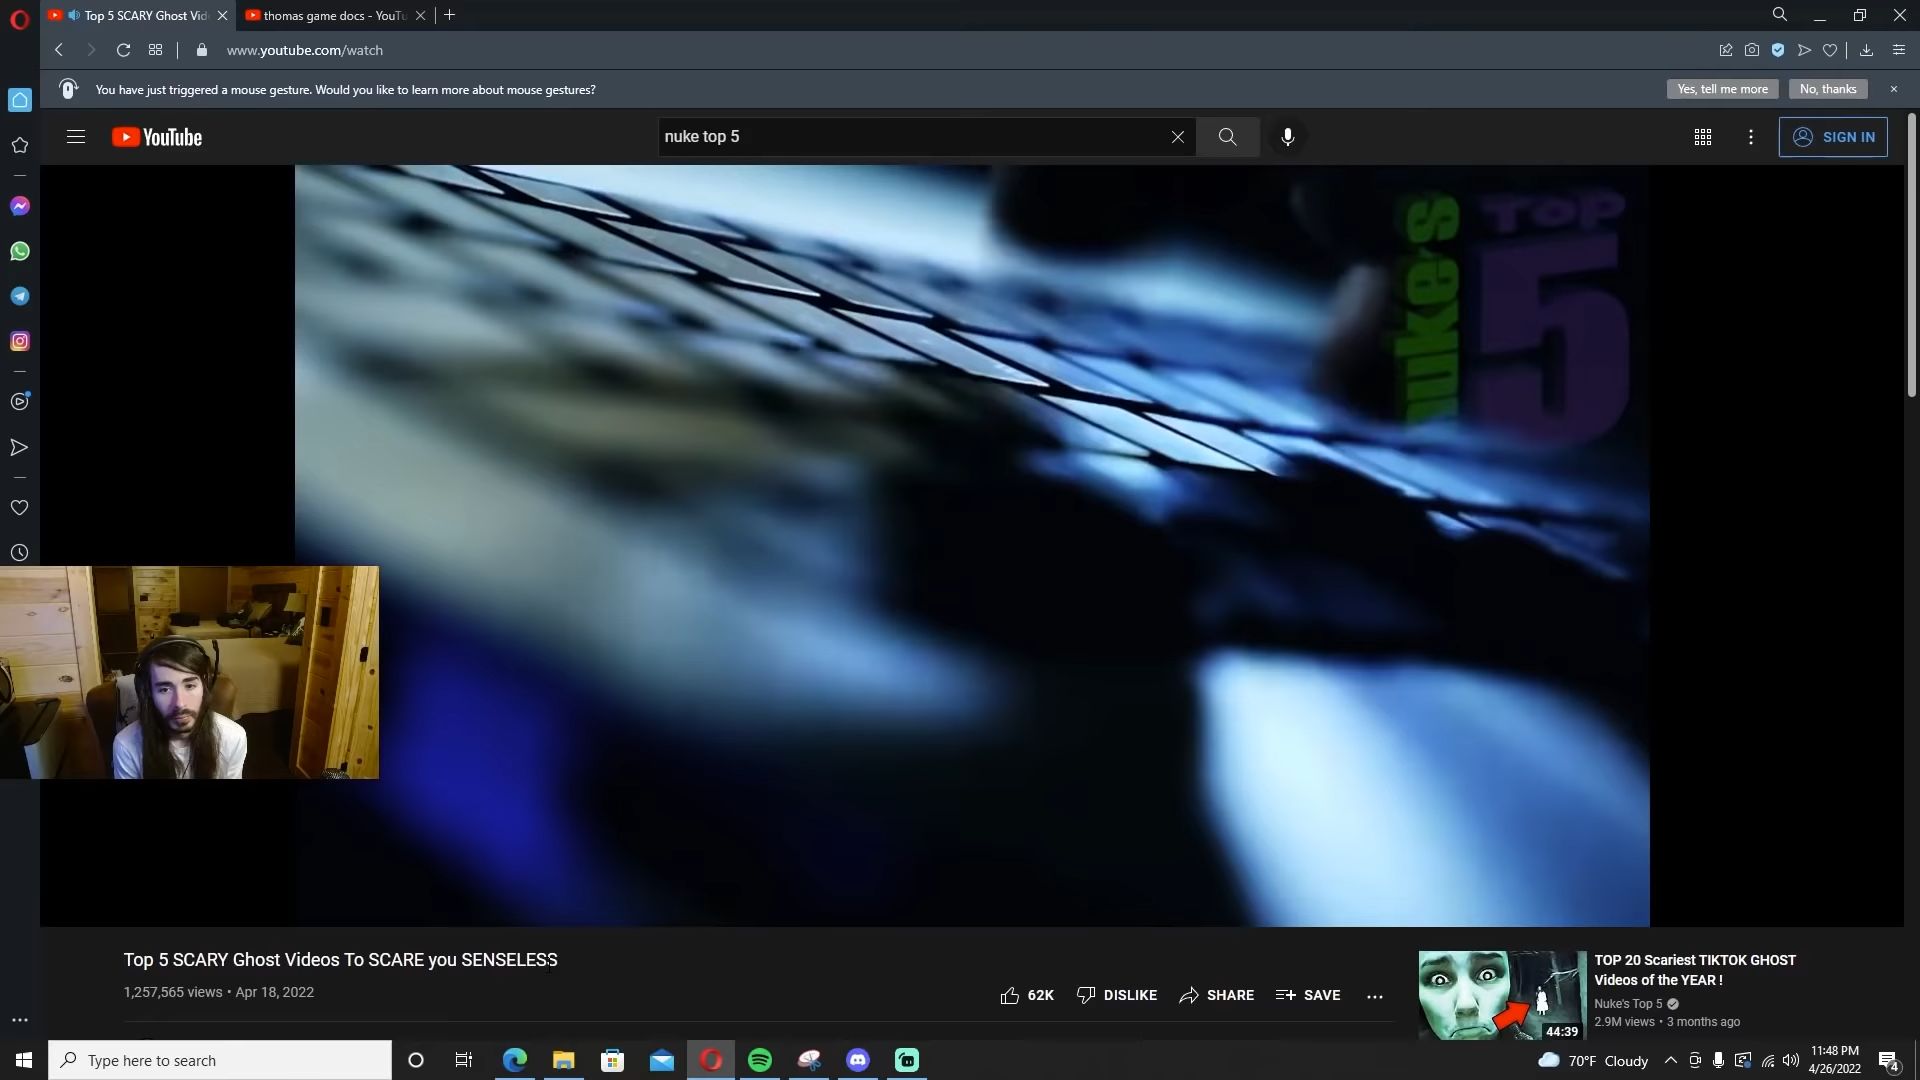 Top 5 SCARY Ghost Vid
thomas game docs - YouTu
www.youtube.com/watch
You have just triggered a mouse gesture. Would you like to learn more about mouse gestures?
Yes, tell me more
No, thanks
YouTube
nuke top 5
SIGN IN
nuke's
Top
5
Top 5 SCARY Ghost Videos To SCARE you SENSELESS
1,257,565 views • Apr 18, 2022
62K
DISLIKE
SHARE
SAVE
44:39
TOP 20 Scariest TIKTOK GHOST
Videos of the YEAR !
Nuke's Top 5
2.9M views • 3 months ago
Type here to search
70°F Cloudy
11:48 PM
4/26/2022
4